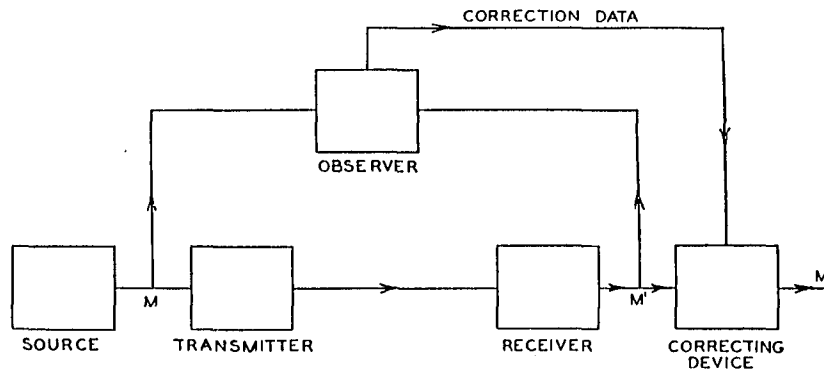 CORRECTION DATA
OBSERVER
M
M'
M
SOURCE
TRANSMITTER
RECEIVER
CORRECTING
DEVICE